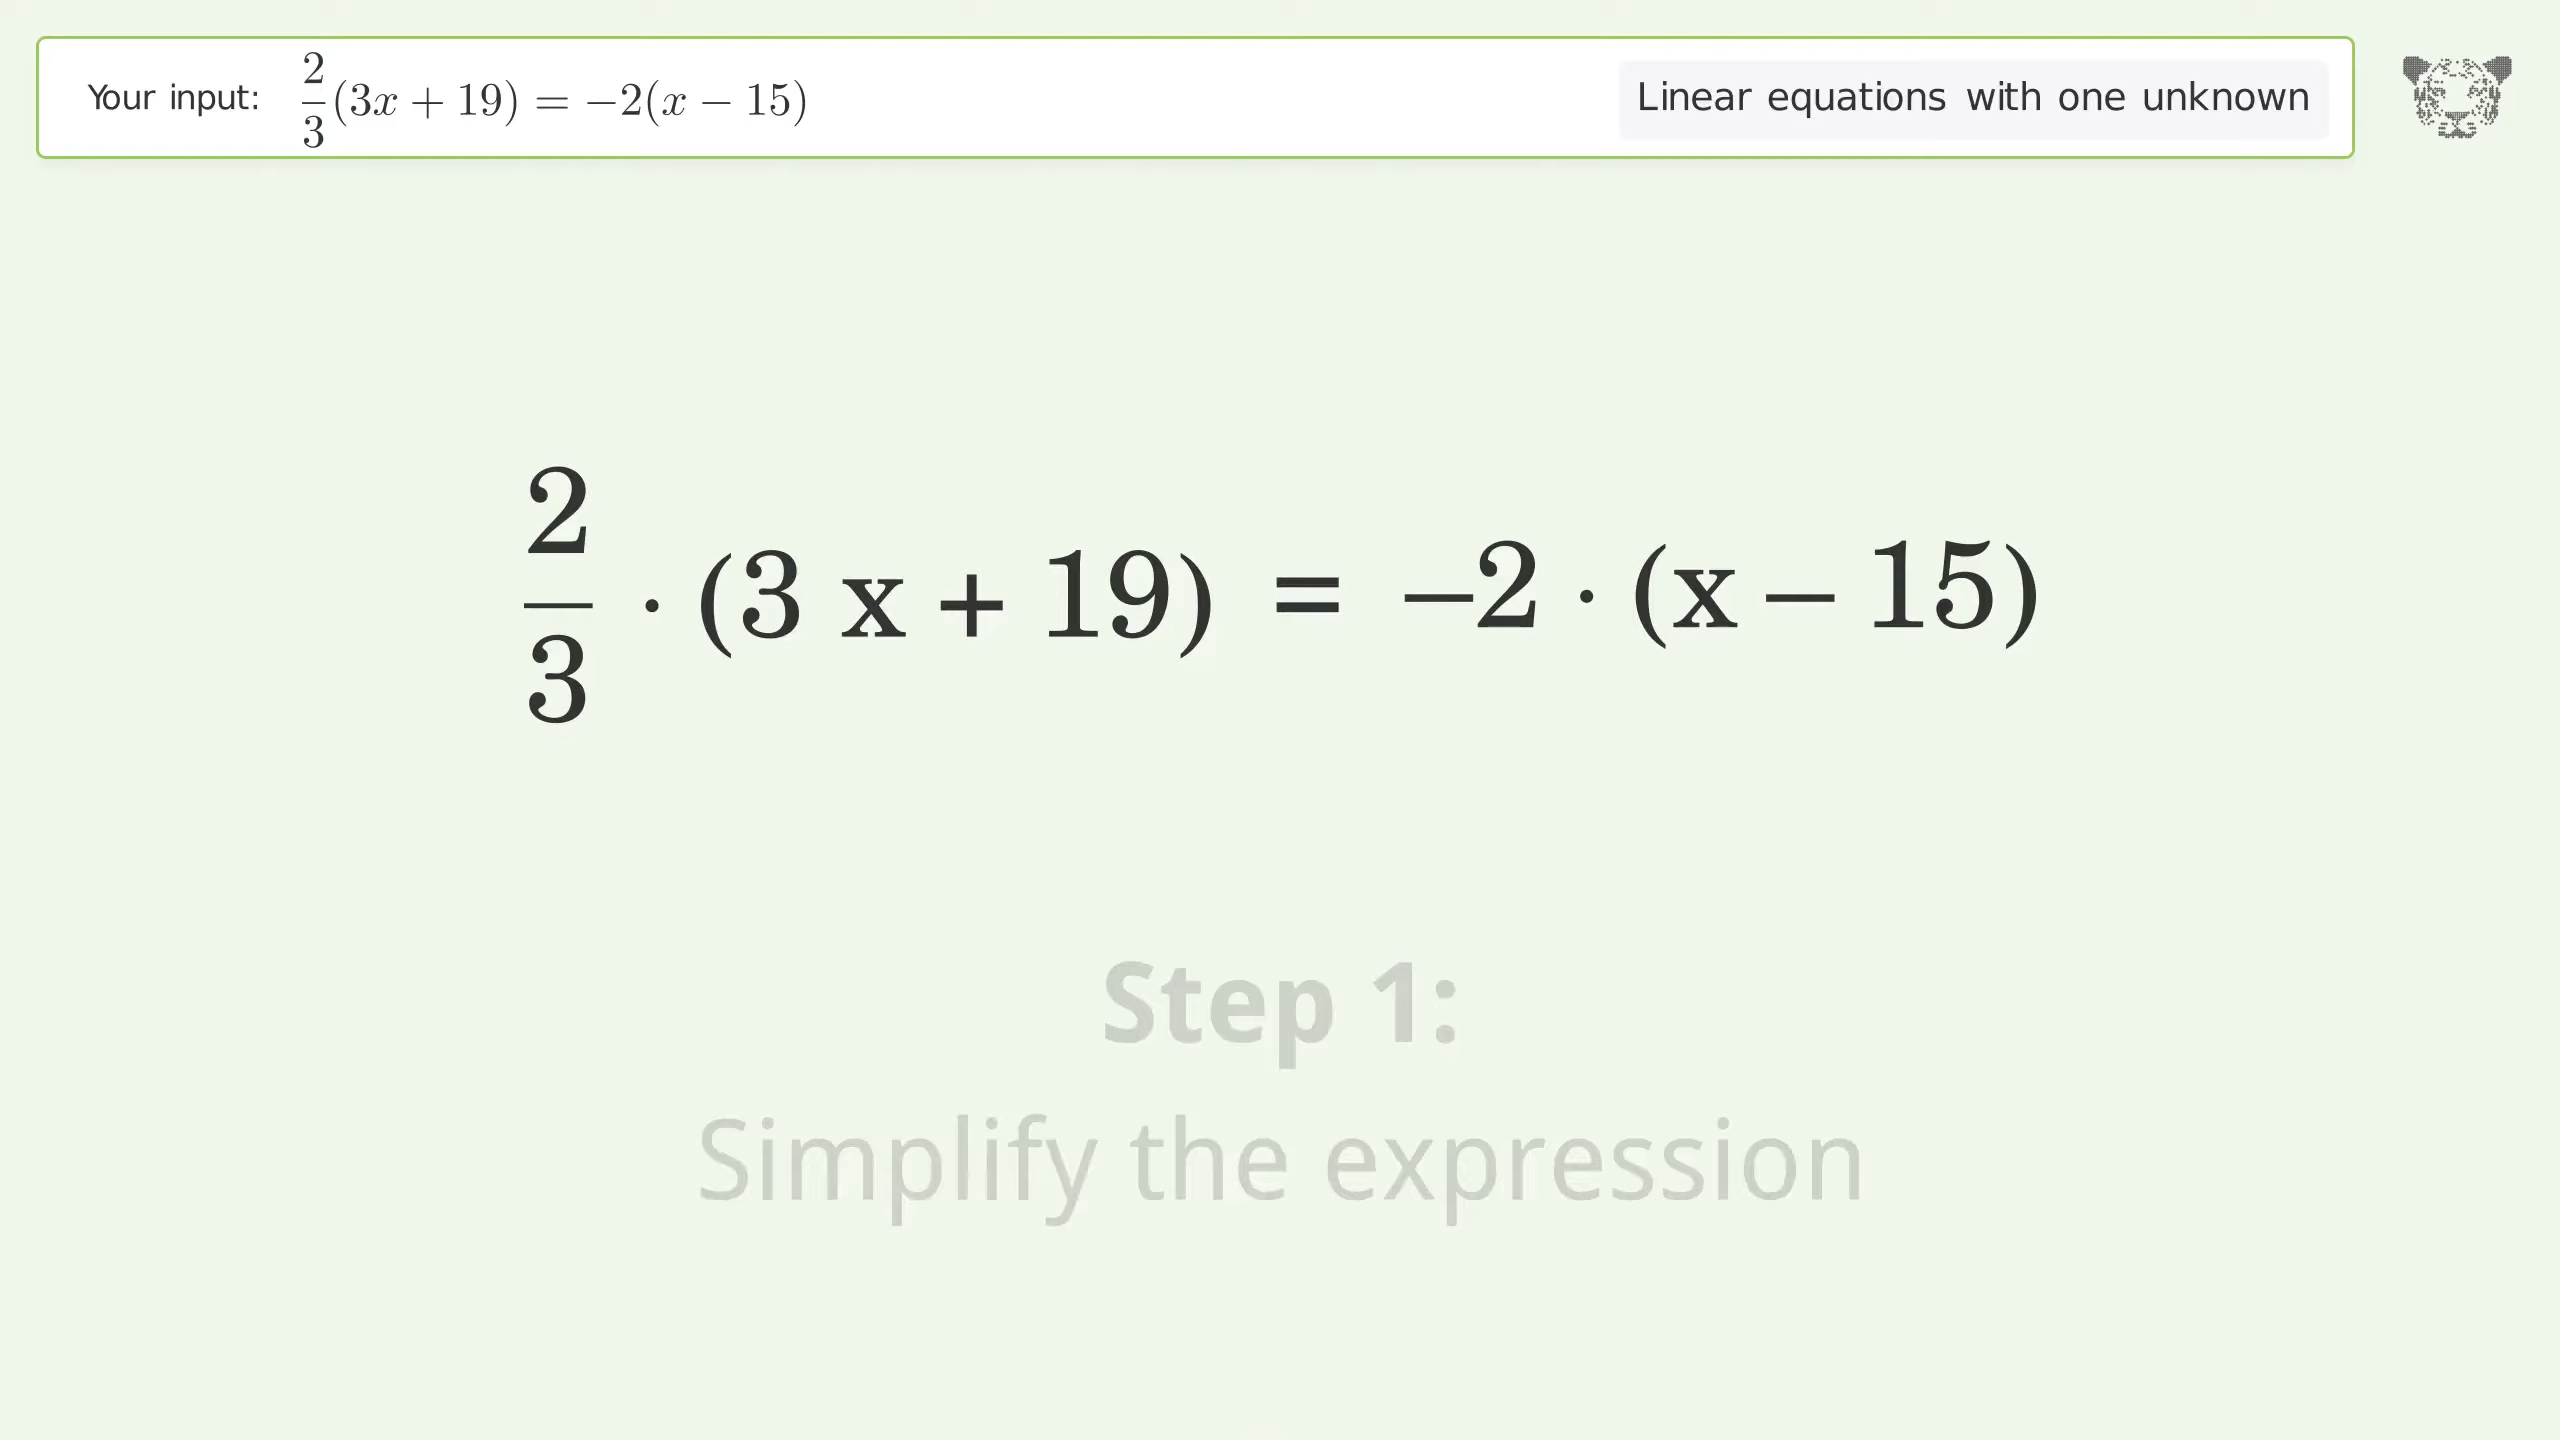 Your input: 2/3(3x + 19) = −2(x − 15)
Linear equations with one unknown
2/3 · (3 x + 19) = −2 · (x − 15)
Step 1:
Simplify the expression